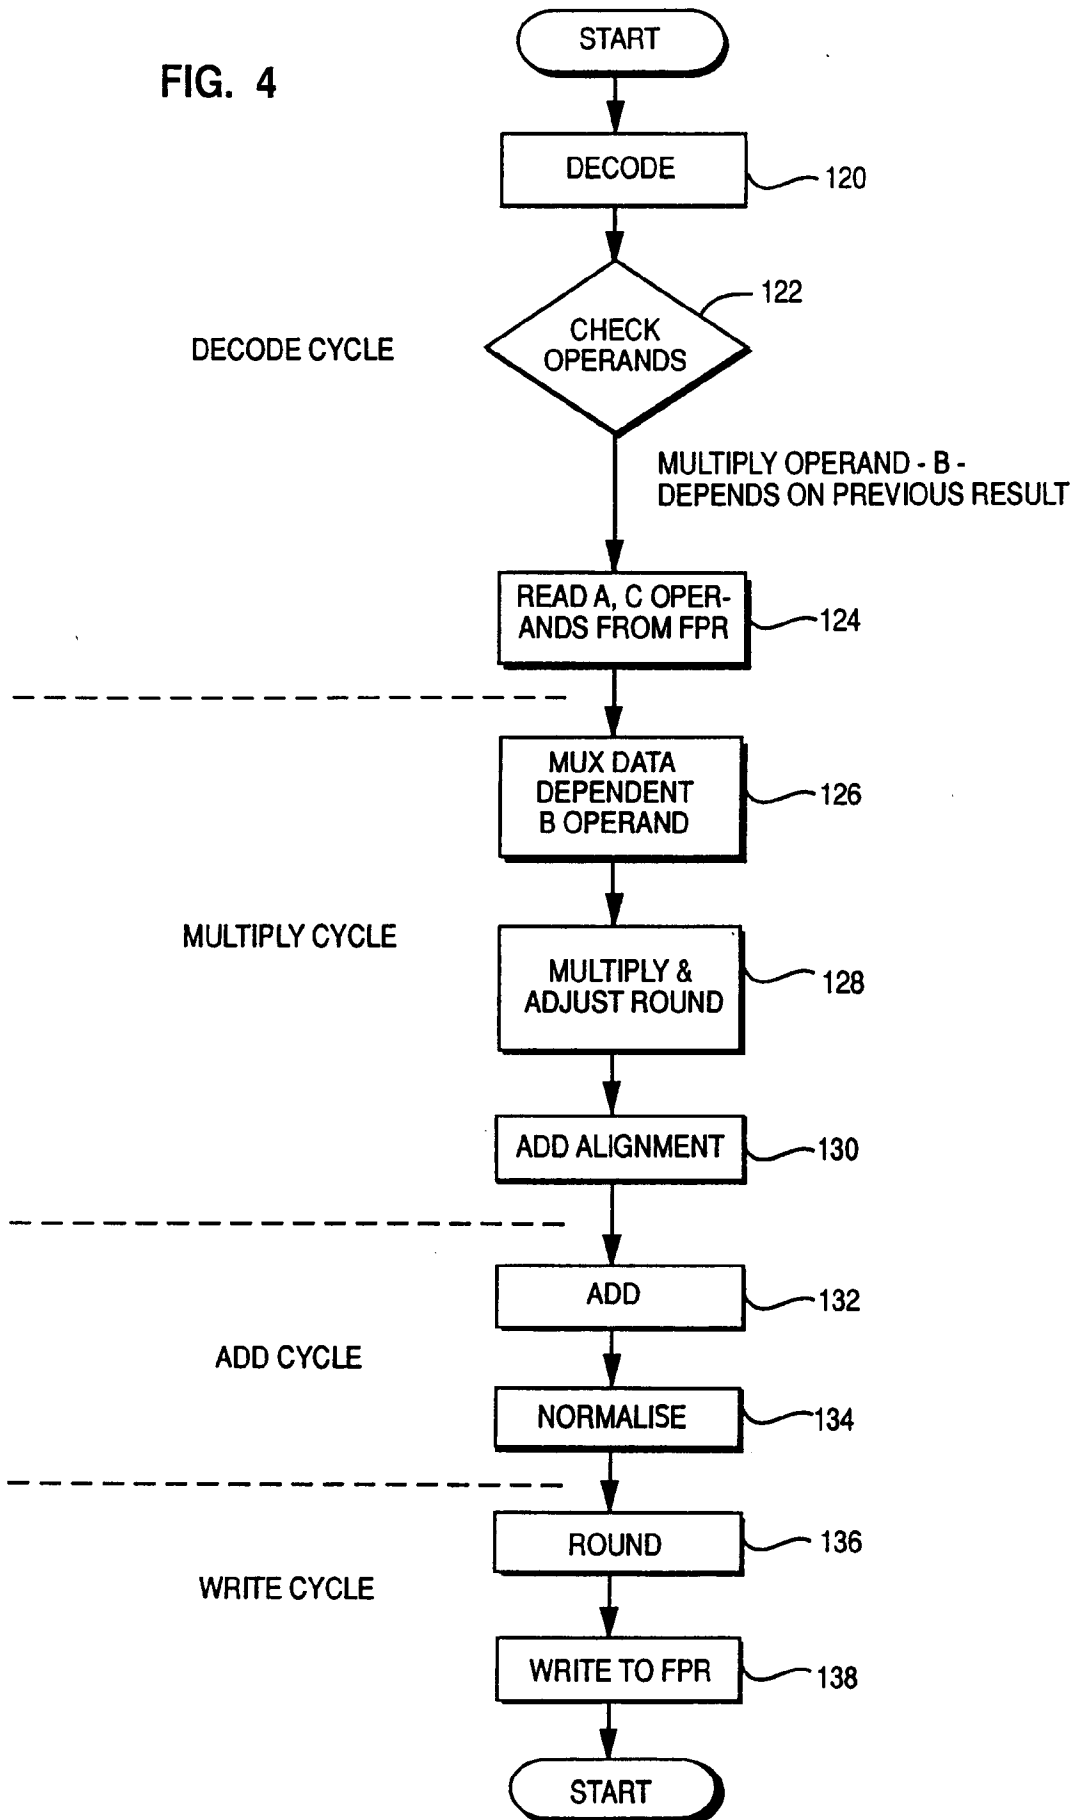 START
FIG. 4
DECODE
120
122
CHECK
OPERANDS
DECODE CYCLE
MULTIPLY OPERAND - B -
DEPENDS ON PREVIOUS RESULT
READ A, C OPER-
ANDS FROM FPR
124
MUX DATA
DEPENDENT
B OPERAND
126
MULTIPLY CYCLE
MULTIPLY &
ADJUST ROUND
128
ADD ALIGNMENT
130
ADD
132
ADD CYCLE
NORMALISE
134
ROUND
136
WRITE CYCLE
WRITE TO FPR
138
START